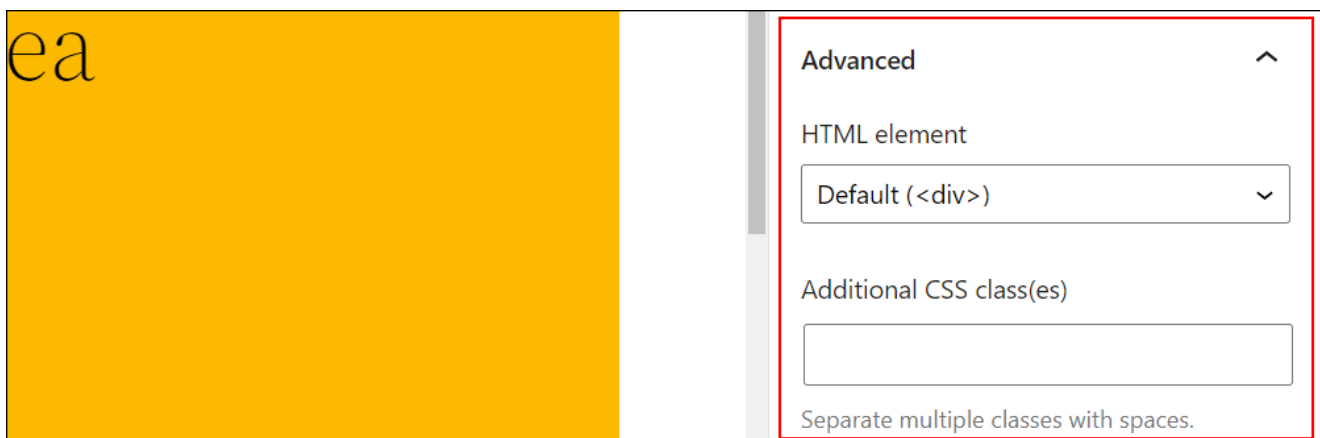 ea
Advanced
HTML element
Default (<div>)
Additional CSS class(es)
Separate multiple classes with spaces.